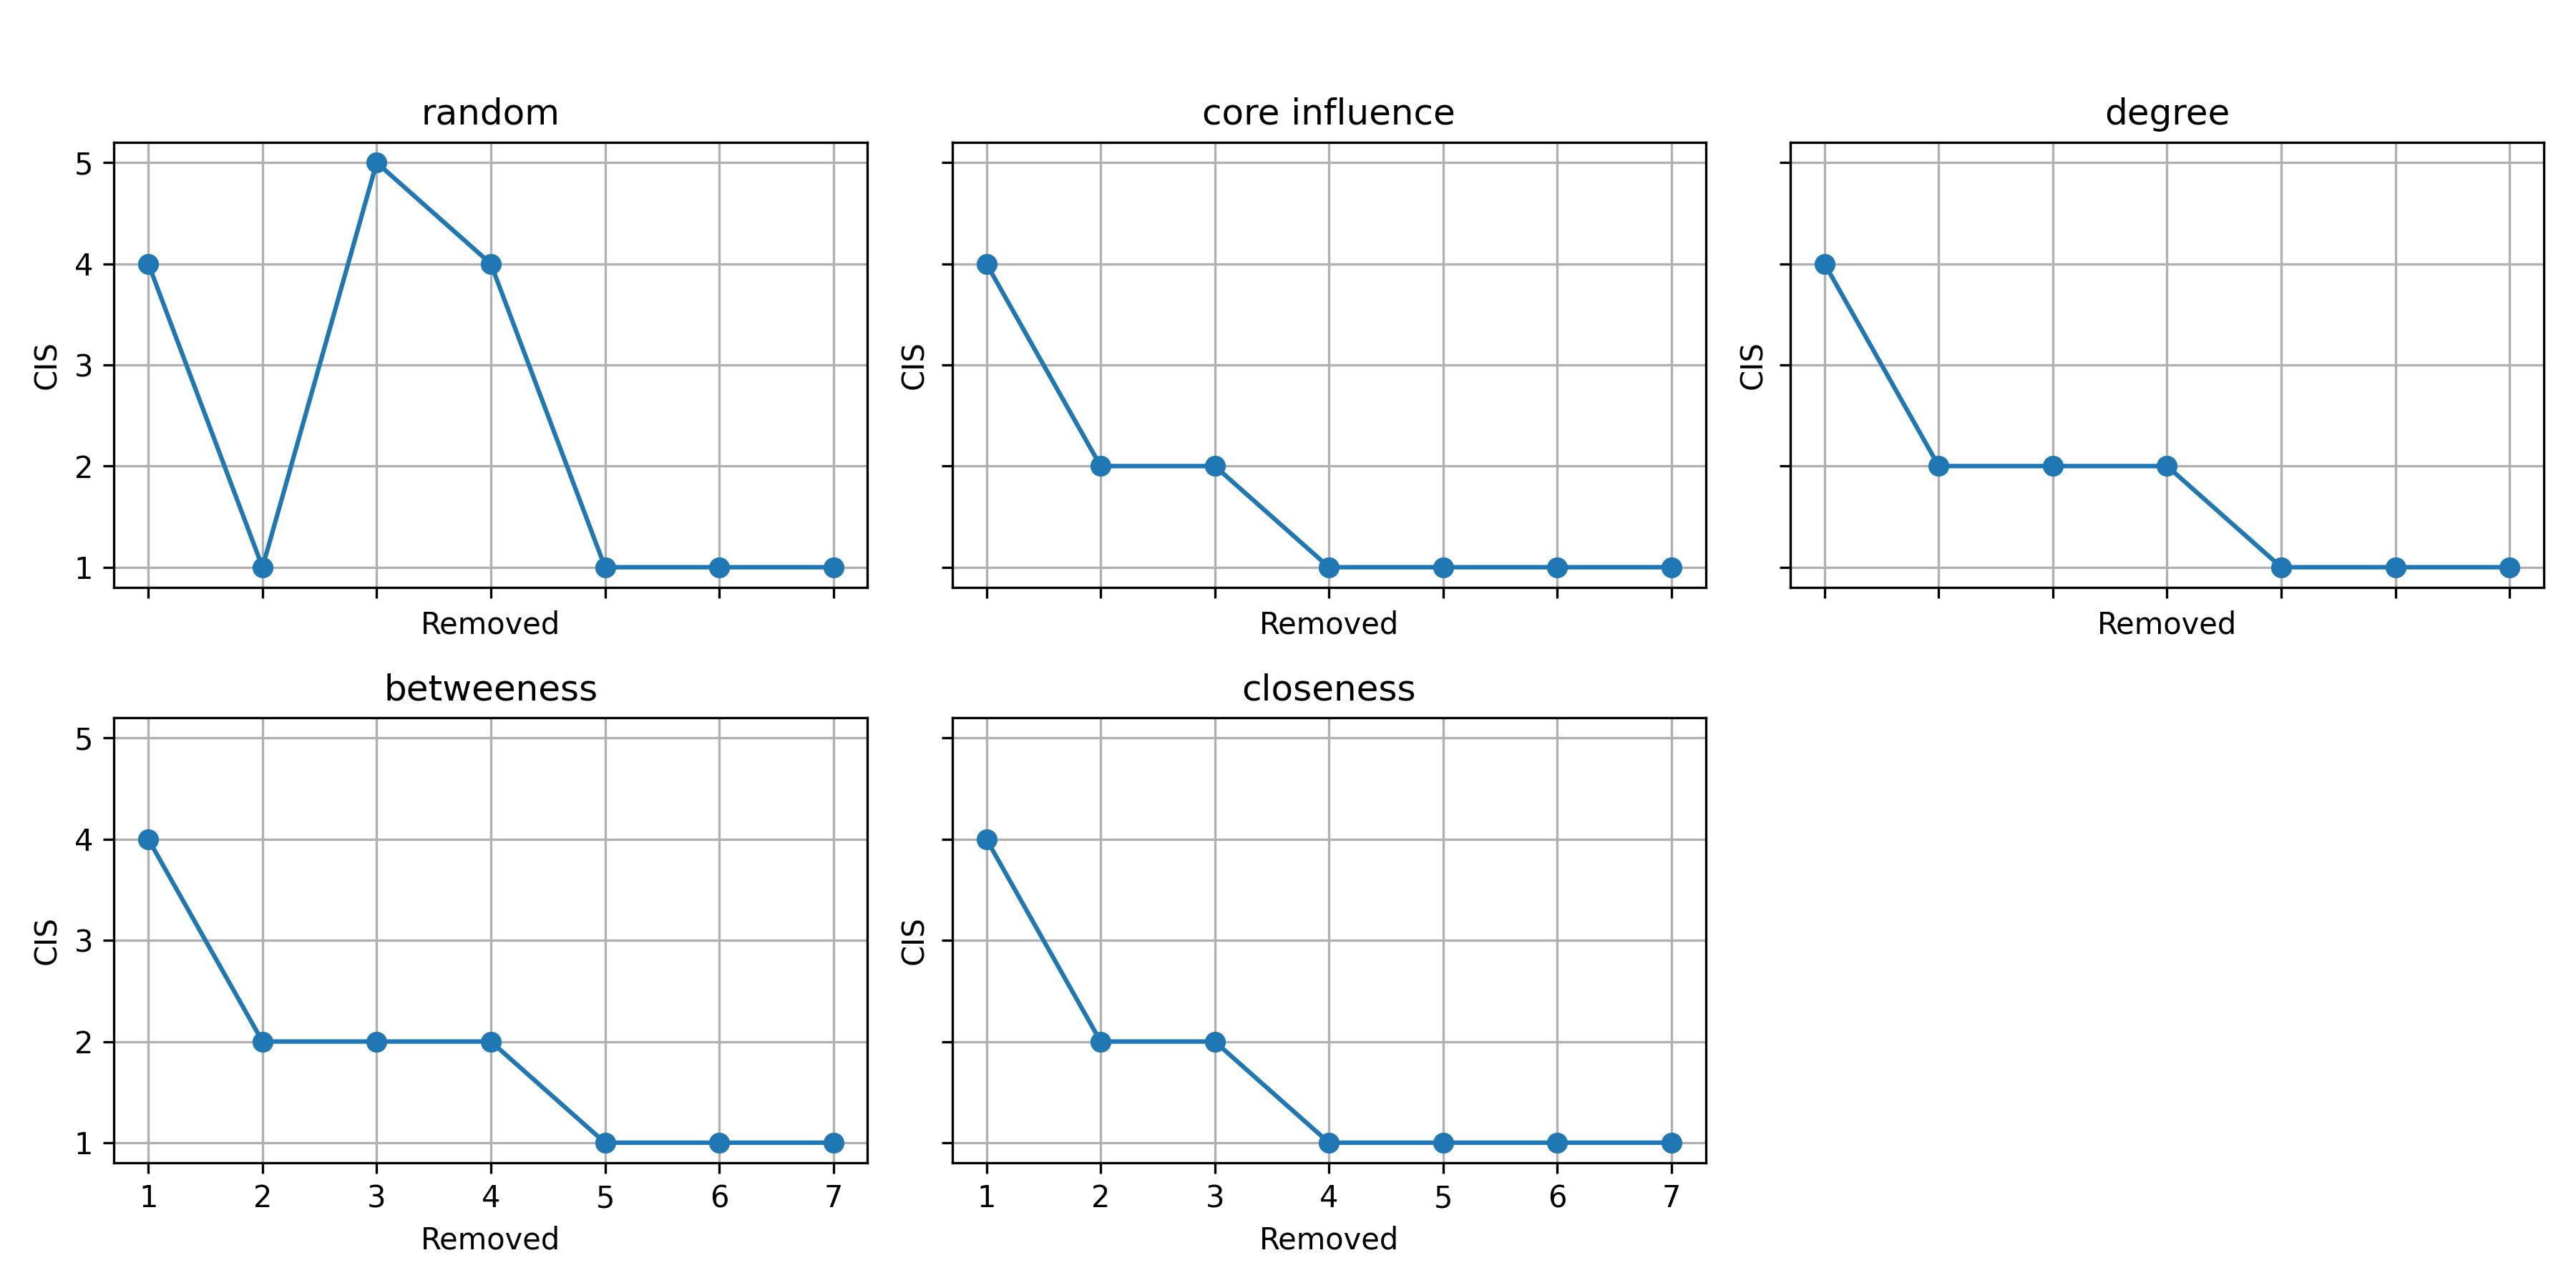 random
core influence
degree
5
4
3
2
1
CIS
CIS
CIS
Removed
Removed
Removed
betweeness
closeness
5
4
3
2
1
CIS
CIS
1 2 3 4 5 6 7
1 2 3 4 5 6 7
Removed
Removed